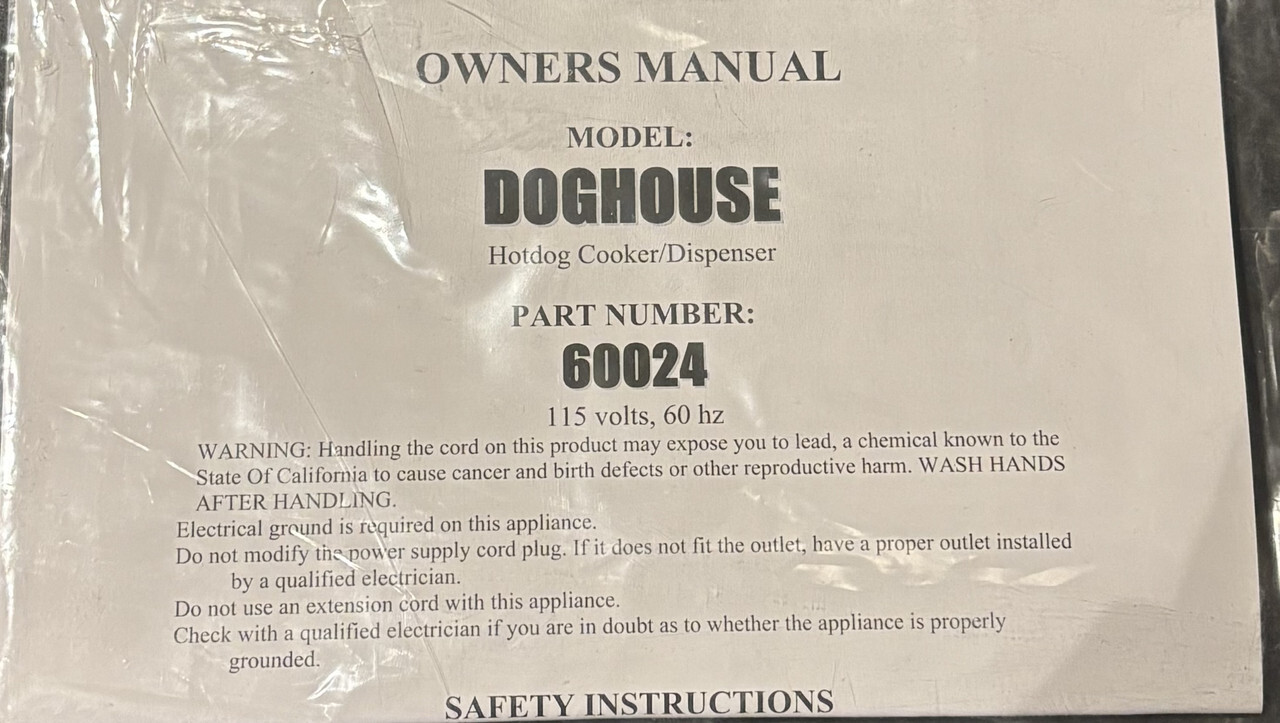 OWNERS MANUAL
MODEL:
DOGHOUSE
Hotdog Cooker/Dispenser
PART NUMBER:
60024
115 volts, 60 hz
WARNING: Handling the cord on this product may expose you to lead, a chemical known to the
State Of California to cause cancer and birth defects or other reproductive harm. WASH HANDS
AFTER HANDLING.
Electrical ground is required on this appliance.
Do not modify the power supply cord plug. If it does not fit the outlet, have a proper outlet installed
by a qualified electrician.
Do not use an extension cord with this appliance.
Check with a qualified electrician if you are in doubt as to whether the appliance is properly
grounded.
SAFETY INSTRUCTIONS